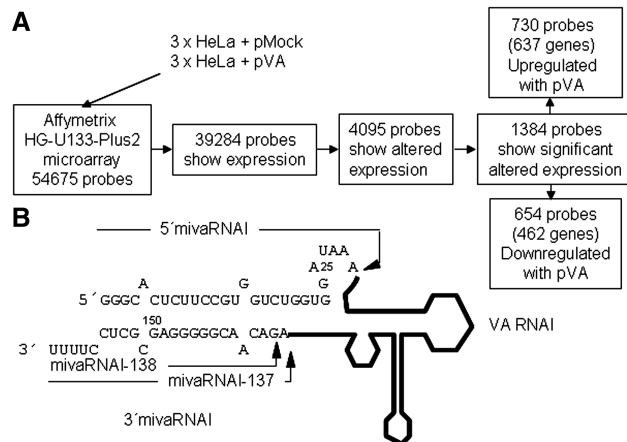 A
3 x HeLa + pMock
3 x HeLa + pVA
Affymetrix
HG-U133-Plus2
microarray
54675 probes
39284 probes
show expression
4095 probes
show altered
expression
1384 probes
show significant
altered expression
730 probes
(637 genes)
Upregulated
with pVA
654 probes
(462 genes)
Downregulated
with pVA
B
5´mivaRNAI
UAA
A25 A
A G G
5´GGGC CUCUUCCGU GUCUGGUG
CUCG 150 GAGGGGGCA CAGA
3´ UUUUC C A
mivaRNAI-138
mivaRNAI-137
3´mivaRNAI
VA RNAI